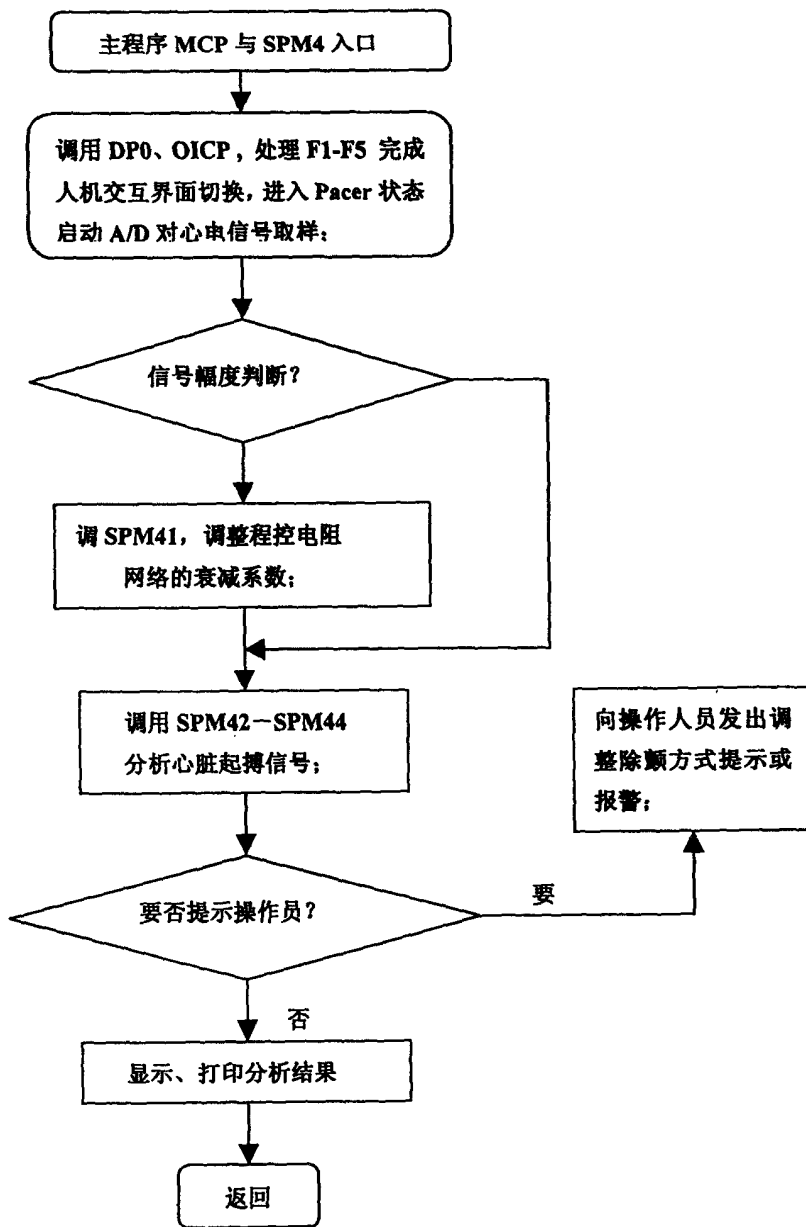 主程序 MCP 与 SPM4 入口
调用 DP0、OICP，处理 F1-F5 完成
人机交互界面切换，进入 Pacer 状态
启动 A/D 对心电信号取样；
信号幅度判断？
调 SPM41，调整程控电阻
网络的衰减系数；
调用 SPM42－SPM44
分析心脏起搏信号；
向操作人员发出调
整除颤方式提示或
报警；
要否提示操作员？
要
否
显示、打印分析结果
返回